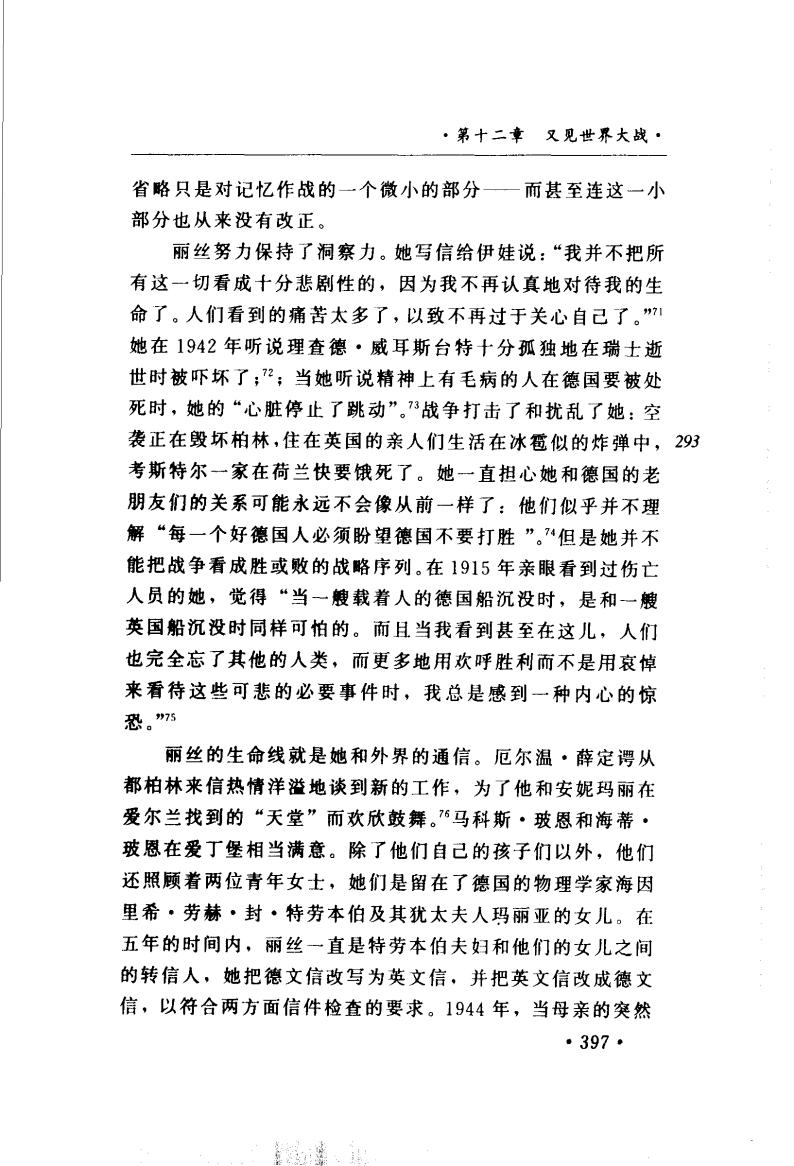 ·第十二章　又见世界大战·
省略只是对记忆作战的一个微小的部分——而甚至连这一小
部分也从来没有改正。
丽丝努力保持了洞察力。她写信给伊娃说：“我并不把所
有这一切看成十分悲剧性的，因为我不再认真地对待我的生
命了。人们看到的痛苦太多了，以致不再过于关心自己了。”71
她在 1942 年听说理查德·威耳斯台特十分孤独地在瑞士逝
世时被吓坏了；72；当她听说精神上有毛病的人在德国要被处
死时，她的“心脏停止了跳动”。73战争打击了和扰乱了她：空
袭正在毁坏柏林，住在英国的亲人们生活在冰雹似的炸弹中， 293
考斯特尔一家在荷兰快要饿死了。她一直担心她和德国的老
朋友们的关系可能永远不会像从前一样了：他们似乎并不理
解“每一个好德国人必须盼望德国不要打胜”。74但是她并不
能把战争看成胜或败的战略序列。在 1915 年亲眼看到过伤亡
人员的她，觉得“当一艘载着人的德国船沉没时，是和一艘
英国船沉没时同样可怕的。而且当我看到甚至在这儿，人们
也完全忘了其他的人类，而更多地用欢呼胜利而不是用哀悼
来看待这些可悲的必要事件时，我总是感到一种内心的惊
恐。”75
丽丝的生命线就是她和外界的通信。厄尔温·薛定谔从
都柏林来信热情洋溢地谈到新的工作，为了他和安妮玛丽在
爱尔兰找到的“天堂”而欢欣鼓舞。76马科斯·玻恩和海蒂·
玻恩在爱丁堡相当满意。除了他们自己的孩子们以外，他们
还照顾着两位青年女士，她们是留在了德国的物理学家海因
里希·劳赫·封·特劳本伯及其犹太夫人玛丽亚的女儿。在
五年的时间内，丽丝一直是特劳本伯夫妇和他们的女儿之间
的转信人，她把德文信改写为英文信，并把英文信改成德文
信，以符合两方面信件检查的要求。1944 年，当母亲的突然
·397·